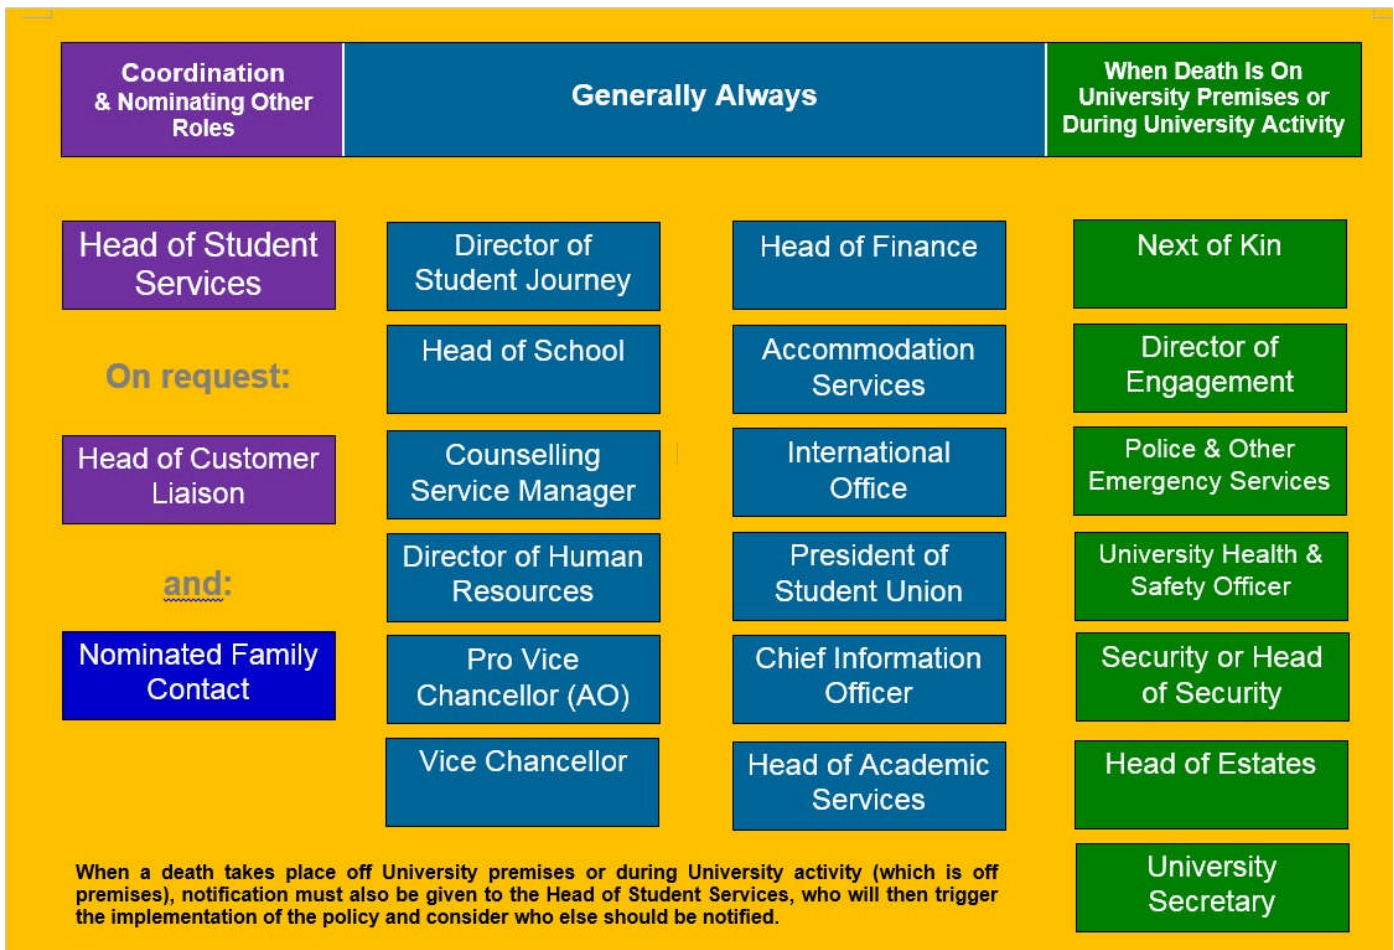 Coordination
& Nominating Other
Roles
Generally Always
When Death Is On
University Premises or
During University Activity
Head of Student
Services
On request:
Head of Customer
Liaison
and:
Nominated Family
Contact
Director of
Student Journey
Head of School
Counselling
Service Manager
Director of Human
Resources
Pro Vice
Chancellor (AO)
Vice Chancellor
Head of Finance
Accommodation
Services
International
Office
President of
Student Union
Chief Information
Officer
Head of Academic
Services
Next of Kin
Director of
Engagement
Police & Other
Emergency Services
University Health &
Safety Officer
Security or Head
of Security
Head of Estates
University
Secretary
When a death takes place off University premises or during University activity (which is off
premises), notification must also be given to the Head of Student Services, who will then trigger
the implementation of the policy and consider who else should be notified.